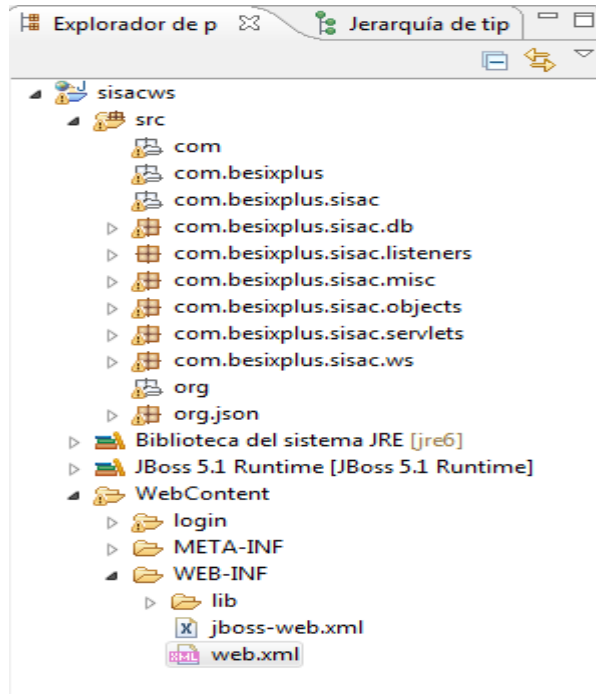 Explorador de p Jerarquía de tip
sisacws
src
com
com.besixplus
com.besixplus.sisac
com.besixplus.sisac.db
com.besixplus.sisac.listeners
com.besixplus.sisac.misc
com.besixplus.sisac.objects
com.besixplus.sisac.servlets
com.besixplus.sisac.ws
org
org.json
Biblioteca del sistema JRE [jre6]
JBoss 5.1 Runtime [JBoss 5.1 Runtime]
WebContent
login
META-INF
WEB-INF
lib
jboss-web.xml
web.xml